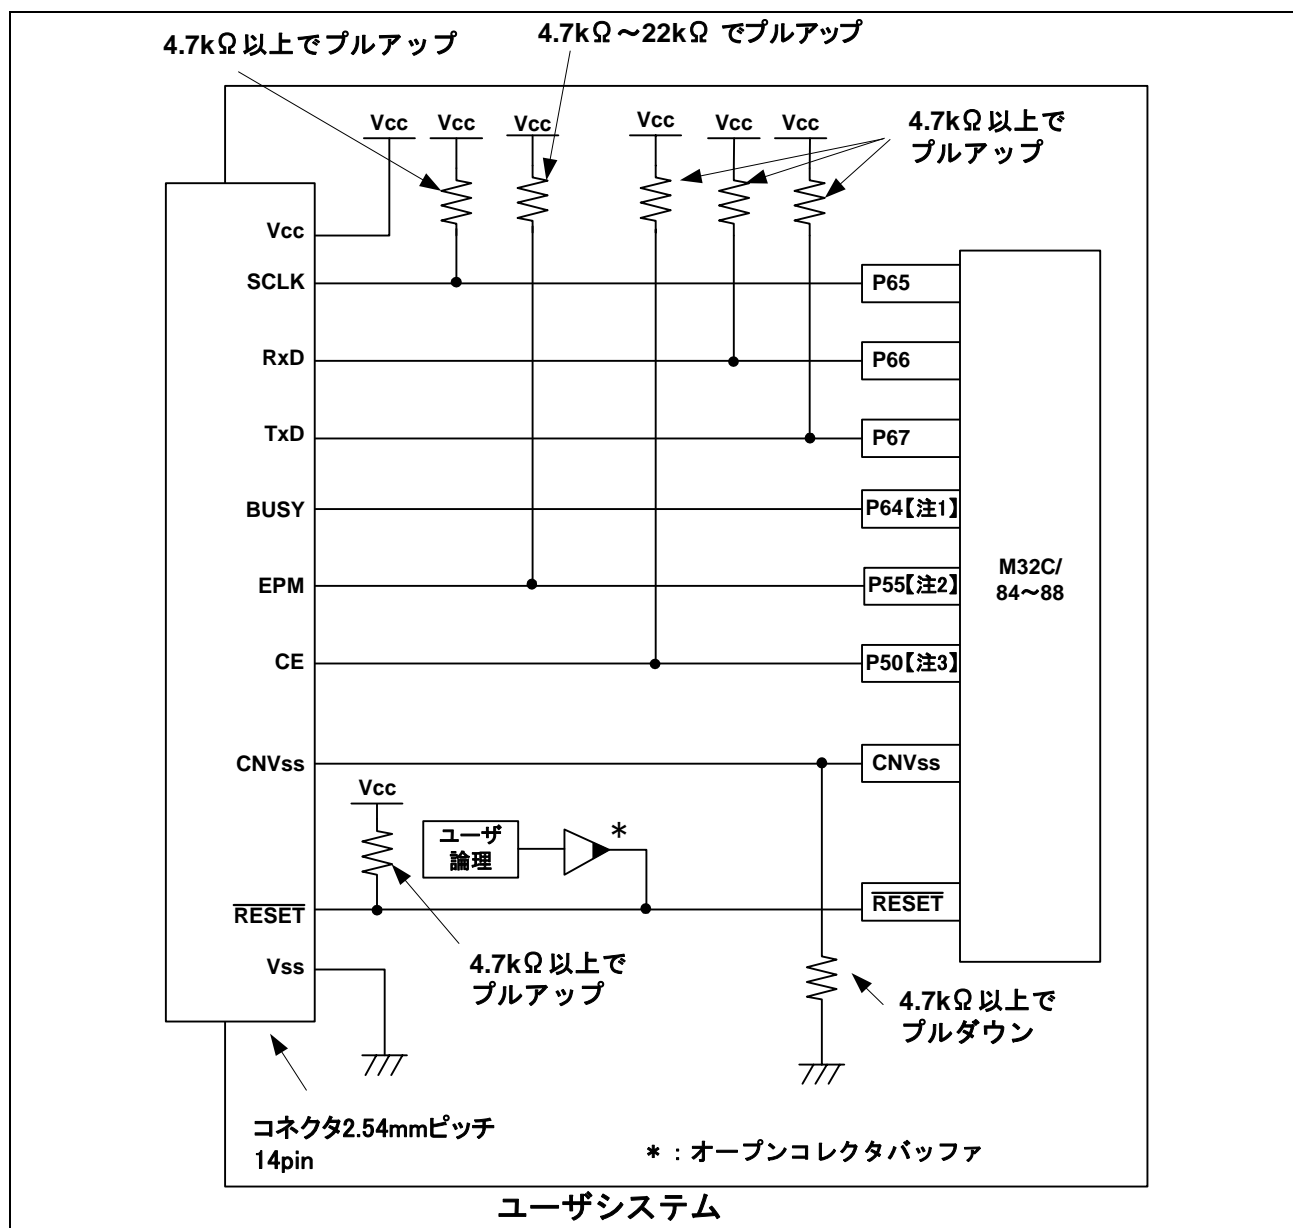 4.7kΩ以上でプルアップ
4.7kΩ～22kΩ でプルアップ
Vcc
Vcc
Vcc
Vcc
Vcc
Vcc
4.7kΩ以上で
プルアップ
Vcc
SCLK
P65
RxD
P66
TxD
P67
BUSY
P64【注1】
EPM
P55【注2】
M32C/
84～88
CE
P50【注3】
CNVss
CNVss
Vcc
ユーザ
論理
*
RESET
RESET
Vss
4.7kΩ以上で
プルアップ
4.7kΩ以上で
プルダウン
コネクタ2.54mmピッチ
14pin
* : オープンコレクタバッファ
ユーザシステム